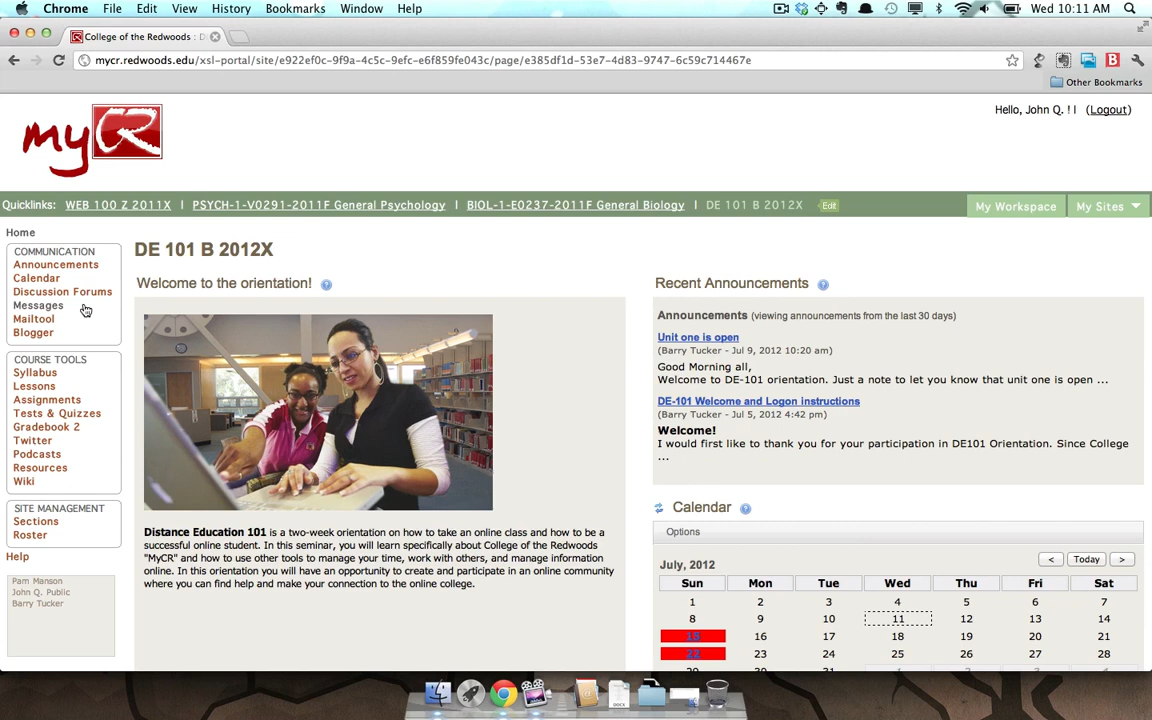 Chrome File Edit View History Bookmarks Window Help Wed 10:11 AM
College of the Redwoods : D
mycr.redwoods.edu/xsl-portal/site/e922ef0c-9f9a-4c5c-9efc-e6f859fe043c/page/e385df1d-53e7-4d83-9747-6c59c714467e
Other Bookmarks
myCR
Hello, John Q. ! | (Logout)
Quicklinks: WEB 100 Z 2011X | PSYCH-1-V0291-2011F General Psychology | BIOL-1-E0237-2011F General Biology | DE 101 B 2012X Edit My Workspace My Sites
Home
COMMUNICATION
Announcements
Calendar
Discussion Forums
Messages
Mailtool
Blogger
COURSE TOOLS
Syllabus
Lessons
Assignments
Tests & Quizzes
Gradebook 2
Twitter
Podcasts
Resources
Wiki
SITE MANAGEMENT
Sections
Roster
Help
Pam Manson
John Q. Public
Barry Tucker
DE 101 B 2012X
Welcome to the orientation!
Distance Education 101 is a two-week orientation on how to take an online class and how to be a
successful online student. In this seminar, you will learn specifically about College of the Redwoods
"MyCR" and how to use other tools to manage your time, work with others, and manage information
online. In this orientation you will have an opportunity to create and participate in an online community
where you can find help and make your connection to the online college.
Recent Announcements
Announcements (viewing announcements from the last 30 days)
Unit one is open
(Barry Tucker - Jul 9, 2012 10:20 am)
Good Morning all,
Welcome to DE-101 orientation. Just a note to let you know that unit one is open ...
DE-101 Welcome and Logon instructions
(Barry Tucker - Jul 5, 2012 4:42 pm)
Welcome!
I would first like to thank you for your participation in DE101 Orientation. Since College
...
Calendar
Options
July, 2012 < Today >
Sun Mon Tue Wed Thu Fri Sat
1 2 3 4 5 6 7
8 9 10 11 12 13 14
15 16 17 18 19 20 21
22 23 24 25 26 27 28
29 30 31 1 2 3 4